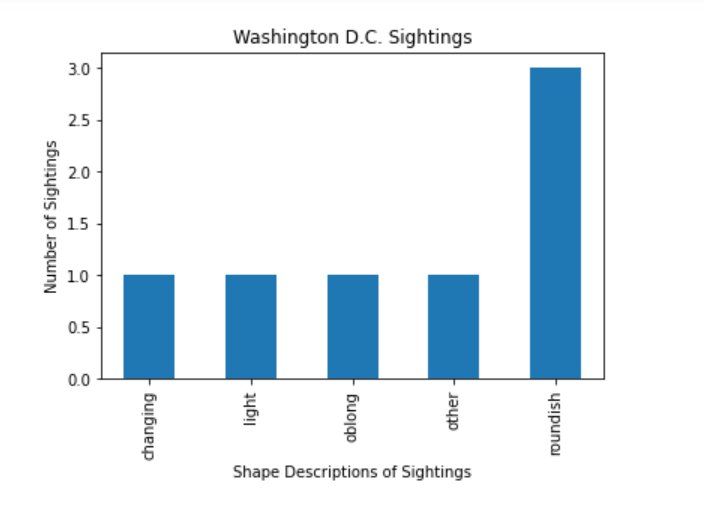 Washington D.C. Sightings
3.0
2.5
2.0
1.5
1.0
0.5
0.0
Number of Sightings
changing
light
oblong
other
roundish
Shape Descriptions of Sightings